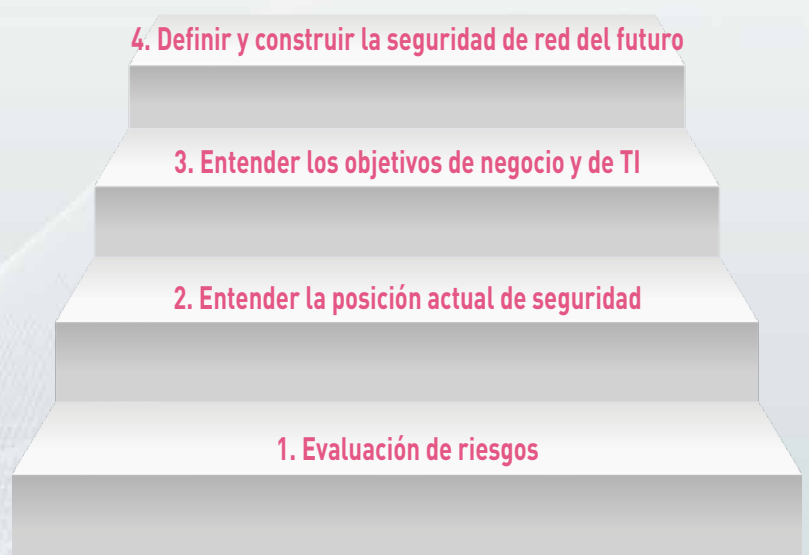 4. Definir y construir la seguridad de red del futuro
3. Entender los objetivos de negocio y de TI
2. Entender la posición actual de seguridad
1. Evaluación de riesgos